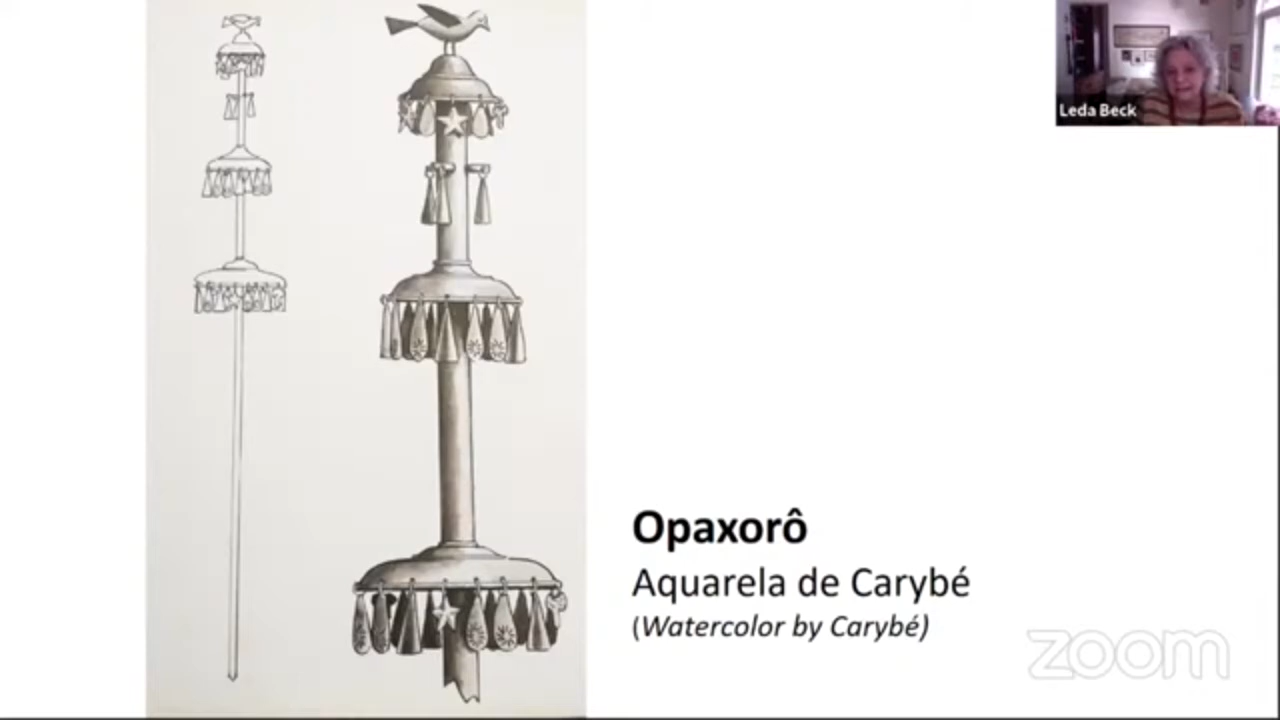 Leda Beck
Opaxorô
Aquarela de Carybé
(Watercolor by Carybé)
zoom